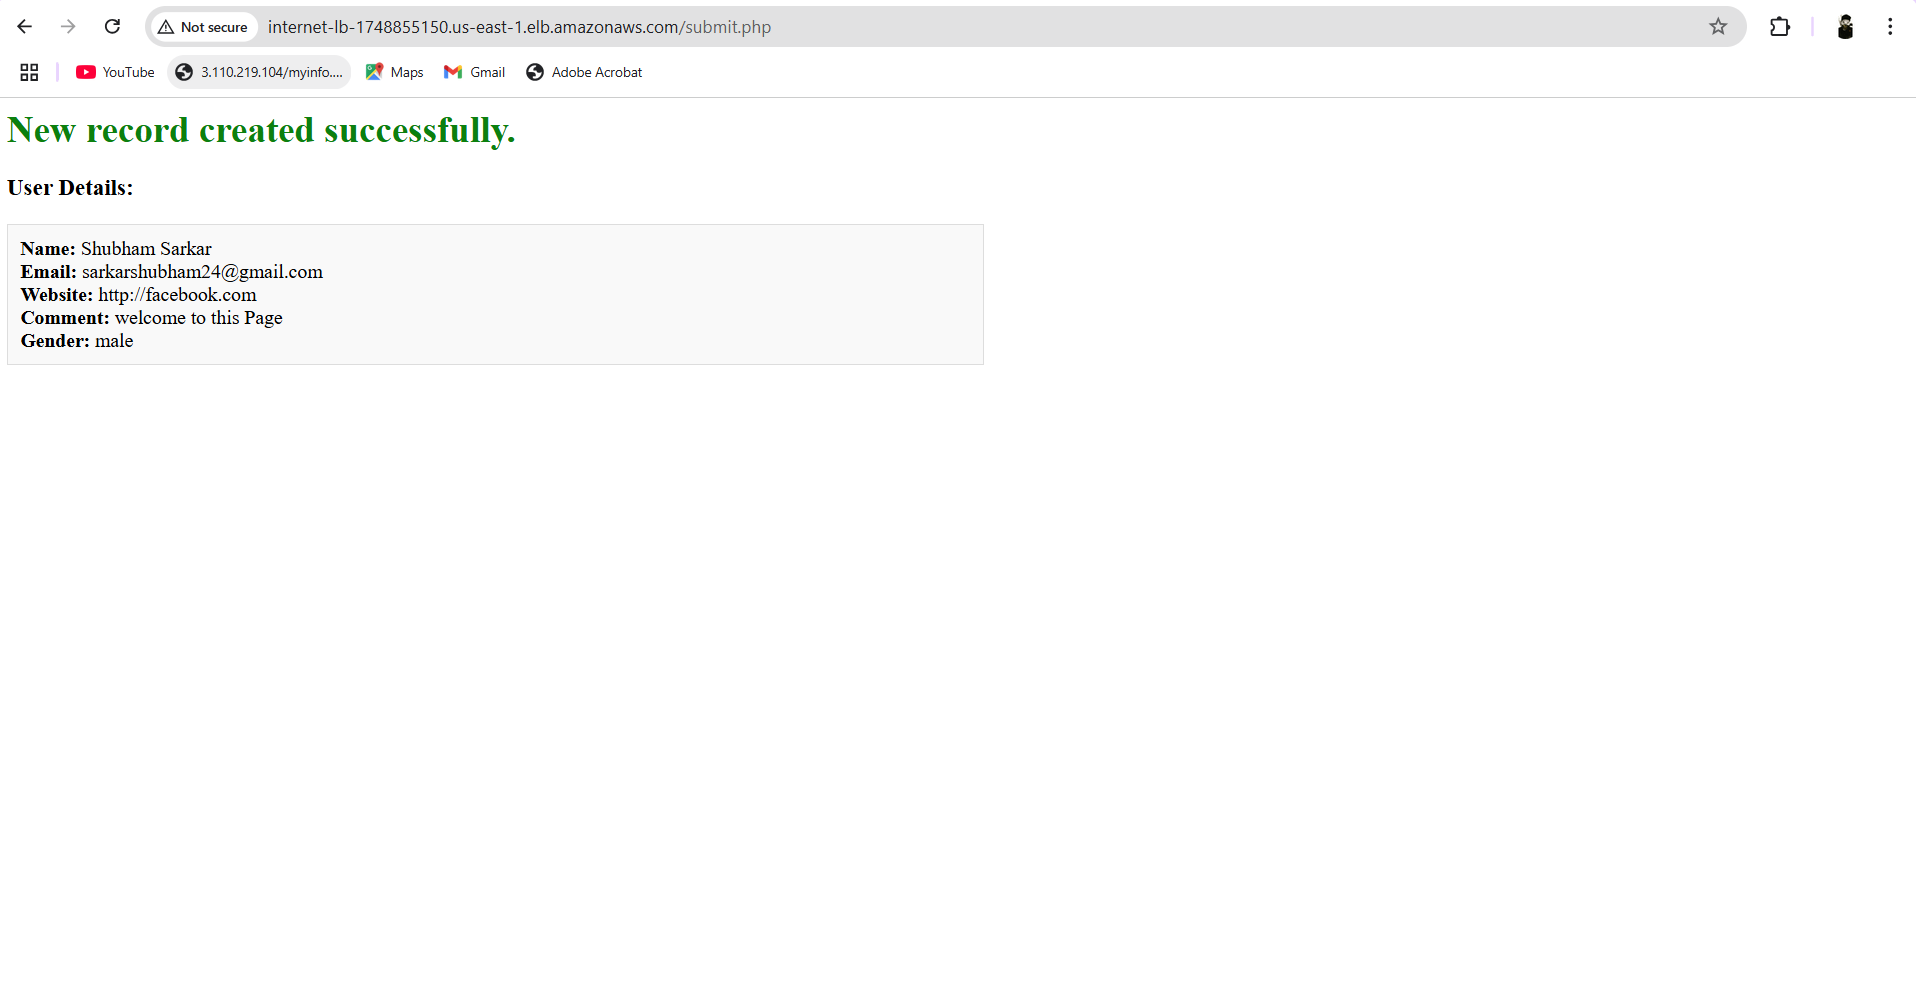 Not secure internet-lb-1748855150.us-east-1.elb.amazonaws.com/submit.php
YouTube 3.110.219.104/myinfo.... Maps Gmail Adobe Acrobat
New record created successfully.
User Details:
Name: Shubham Sarkar
Email: sarkarshubham24@gmail.com
Website: http://facebook.com
Comment: welcome to this Page
Gender: male